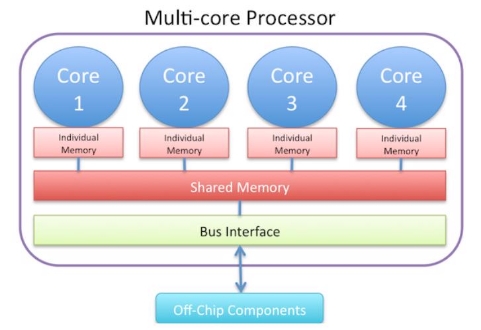 Multi-core Processor
Core
1
Core
2
Core
3
Core
4
Individual
Memory
Individual
Memory
Individual
Memory
Individual
Memory
Shared Memory
Bus Interface
Off-Chip Components